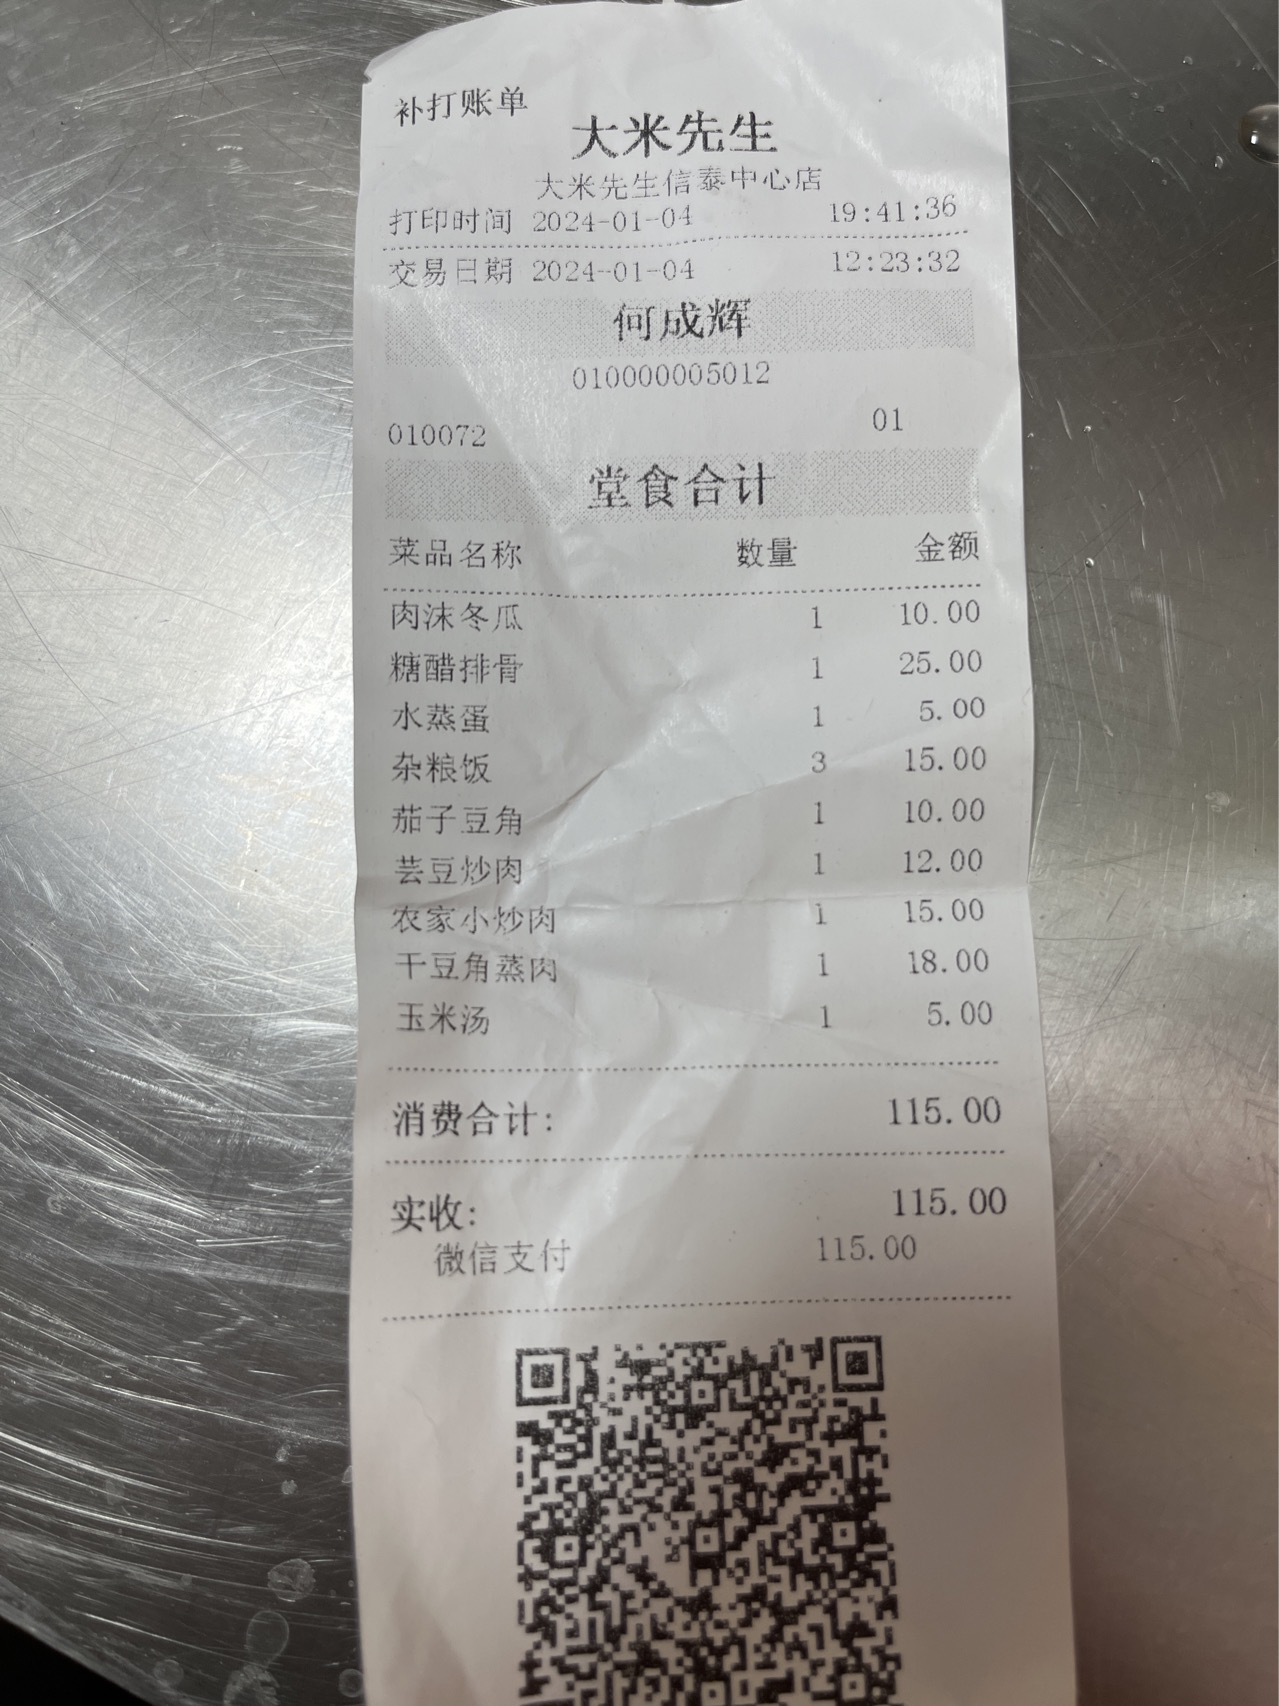 补打账单
大米先生
大米先生信泰中心店
打印时间 2024-01-04 19:41:36
交易日期 2024-01-04 12:23:32
何成辉
010000005012
010072 01
堂食合计
菜品名称 数量 金额
肉沫冬瓜 1 10.00
糖醋排骨 1 25.00
水蒸蛋 1 5.00
杂粮饭 3 15.00
茄子豆角 1 10.00
芸豆炒肉 1 12.00
农家小炒肉 1 15.00
干豆角蒸肉 1 18.00
玉米汤 1 5.00
消费合计: 115.00
实收: 115.00
微信支付 115.00